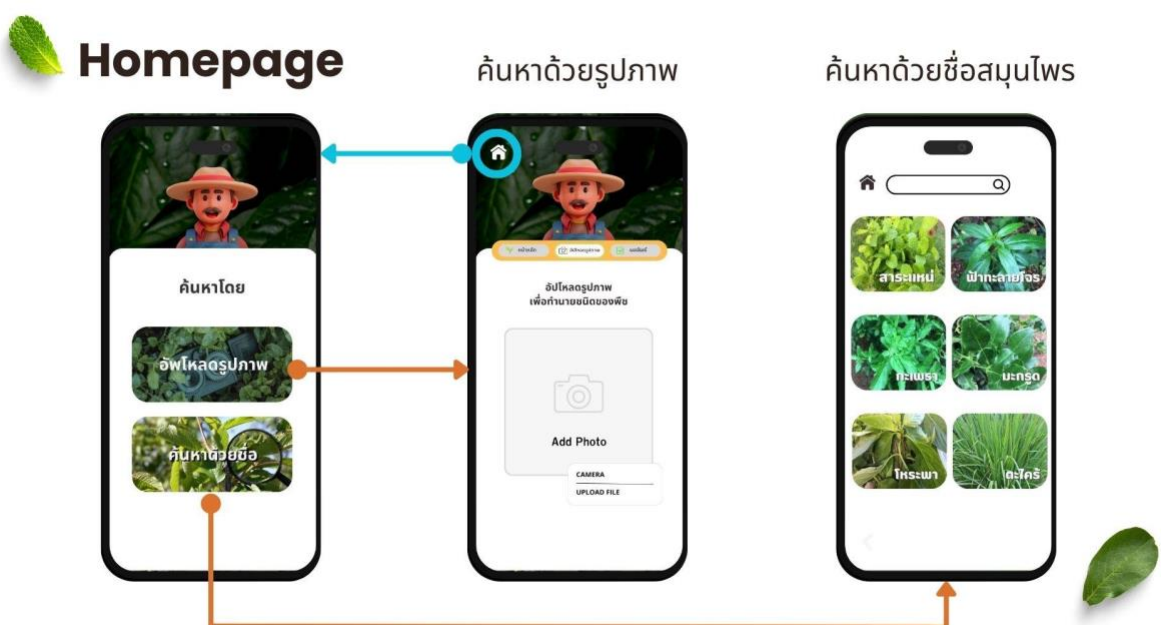 Homepage
ค้นหาด้วยรูปภาพ
ค้นหาด้วยชื่อสมุนไพร
ค้นหาโดย
อัพโหลดรูปภาพ
ค้นหาด้วยชื่อ
อัปโหลดรูปภาพ
เพื่อทำนายชนิดของพืช
Add Photo
CAMERA
UPLOAD FILE
สาระแหน่
ฟ้าทะลายโจร
กะเพรา
มะกรูด
โหระพา
ตะไคร้